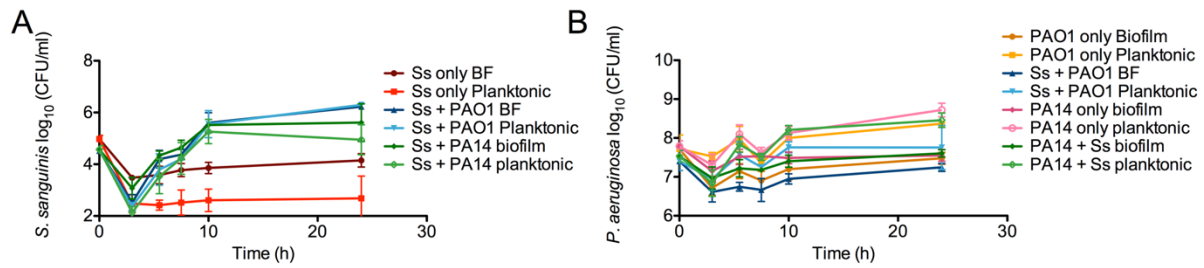 A
S. sanguinis log10 (CFU/ml)
8
6
4
2
0
10
20
30
Time (h)
Ss only BF
Ss only Planktonic
Ss + PAO1 BF
Ss + PAO1 Planktonic
Ss + PA14 biofilm
Ss + PA14 planktonic
B
P. aeruginosa log10 (CFU/ml)
10
9
8
7
6
0
10
20
30
Time (h)
PAO1 only Biofilm
PAO1 only Planktonic
Ss + PAO1 BF
Ss + PAO1 Planktonic
PA14 only biofilm
PA14 only planktonic
PA14 + Ss biofilm
PA14 + Ss planktonic